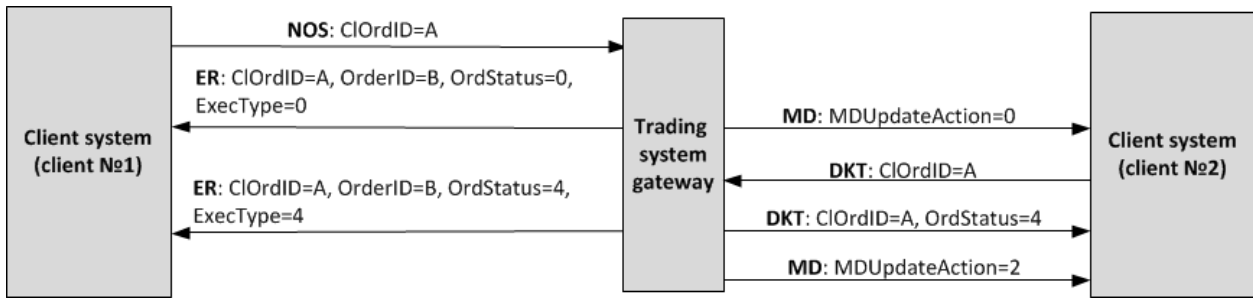 NOS: ClOrdID=A
ER: ClOrdID=A, OrderID=B, OrdStatus=0,
ExecType=0
Client system
(client №1)
Trading
system
gateway
MD: MDUpdateAction=0
Client system
(client №2)
DKT: ClOrdID=A
ER: ClOrdID=A, OrderID=B, OrdStatus=4,
ExecType=4
DKT: ClOrdID=A, OrdStatus=4
MD: MDUpdateAction=2